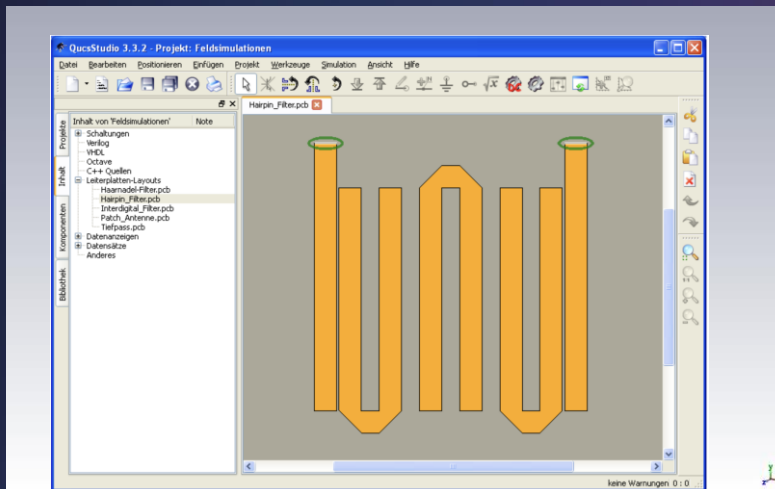 QucsStudio 3.3.2 - Projekt: Feldsimulationen
Datei Bearbeiten Positionieren Einfügen Projekt Werkzeuge Simulation Ansicht Hilfe
Hairpin_Filter.pcb
Projekte
Inhalt
Komponenten
Bibliothek
Inhalt von 'Feldsimulationen' Note
Schaltungen
Verilog
VHDL
Octave
C++ Quellen
Leiterplatten-Layouts
Haarnadel-Filter.pcb
Hairpin_Filter.pcb
Interdigital_Filter.pcb
Patch_Antenne.pcb
Tiefpass.pcb
Datenanzeigen
Datensätze
Anderes
keine Warnungen 0 : 0
y
z